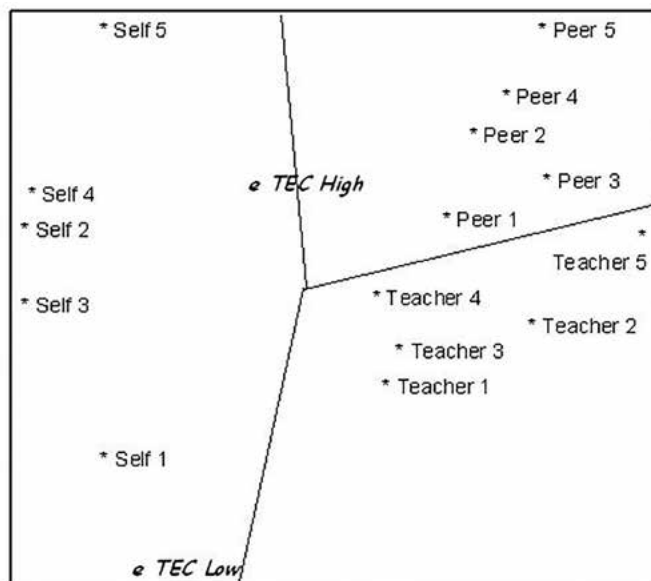 * Self 5
* Peer 5
* Peer 4
* Peer 2
e TEC High
* Peer 3
* Self 4
* Peer 1
* Self 2
*
Teacher 5
* Self 3
* Teacher 4
* Teacher 2
* Teacher 3
* Teacher 1
* Self 1
e TEC Low